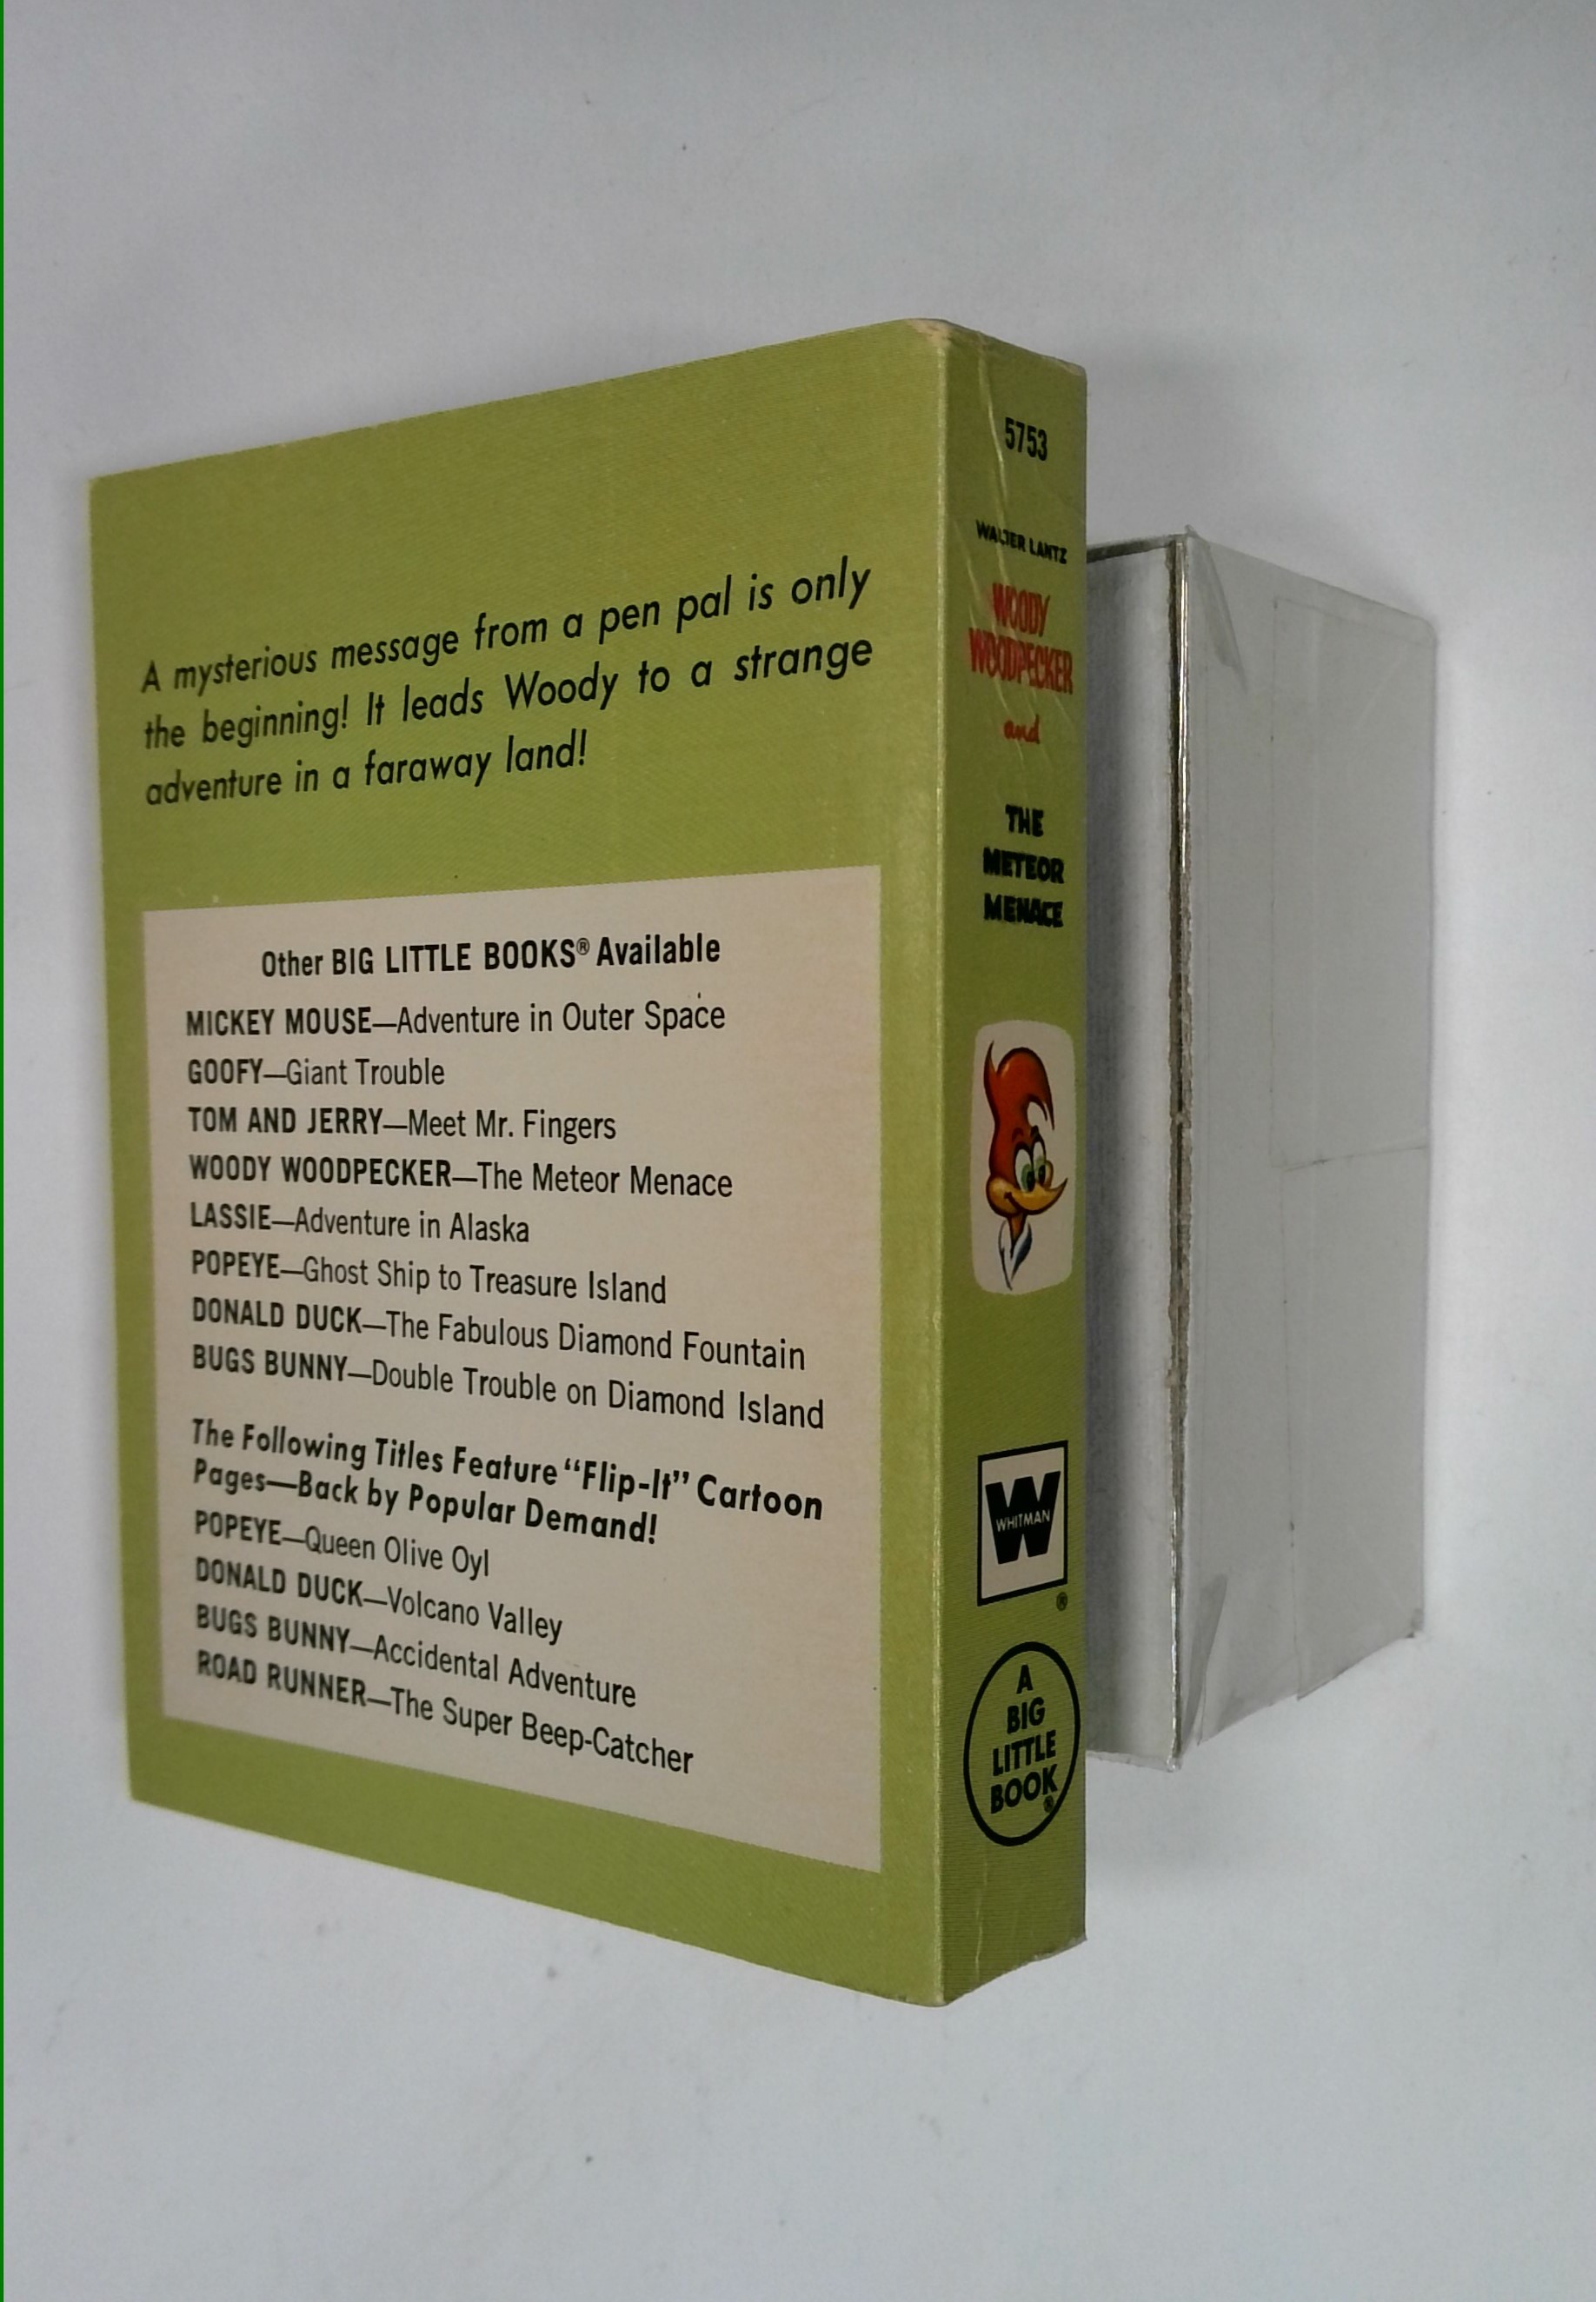 A mysterious message from a pen pal is only
the beginning! It leads Woody to a strange
adventure in a faraway land!
Other BIG LITTLE BOOKS® Available
MICKEY MOUSE—Adventure in Outer Space
GOOFY—Giant Trouble
TOM AND JERRY—Meet Mr. Fingers
WOODY WOODPECKER—The Meteor Menace
LASSIE—Adventure in Alaska
POPEYE—Ghost Ship to Treasure Island
DONALD DUCK—The Fabulous Diamond Fountain
BUGS BUNNY—Double Trouble on Diamond Island
The Following Titles Feature “Flip-It” Cartoon
Pages—Back by Popular Demand!
POPEYE—Queen Olive Oyl
DONALD DUCK—Volcano Valley
BUGS BUNNY—Accidental Adventure
ROAD RUNNER—The Super Beep-Catcher
5753
WALTER LANTZ
WOODY
WOODPECKER
and
THE
METEOR
MENACE
W
WHITMAN
®
A
BIG
LITTLE
BOOK
®